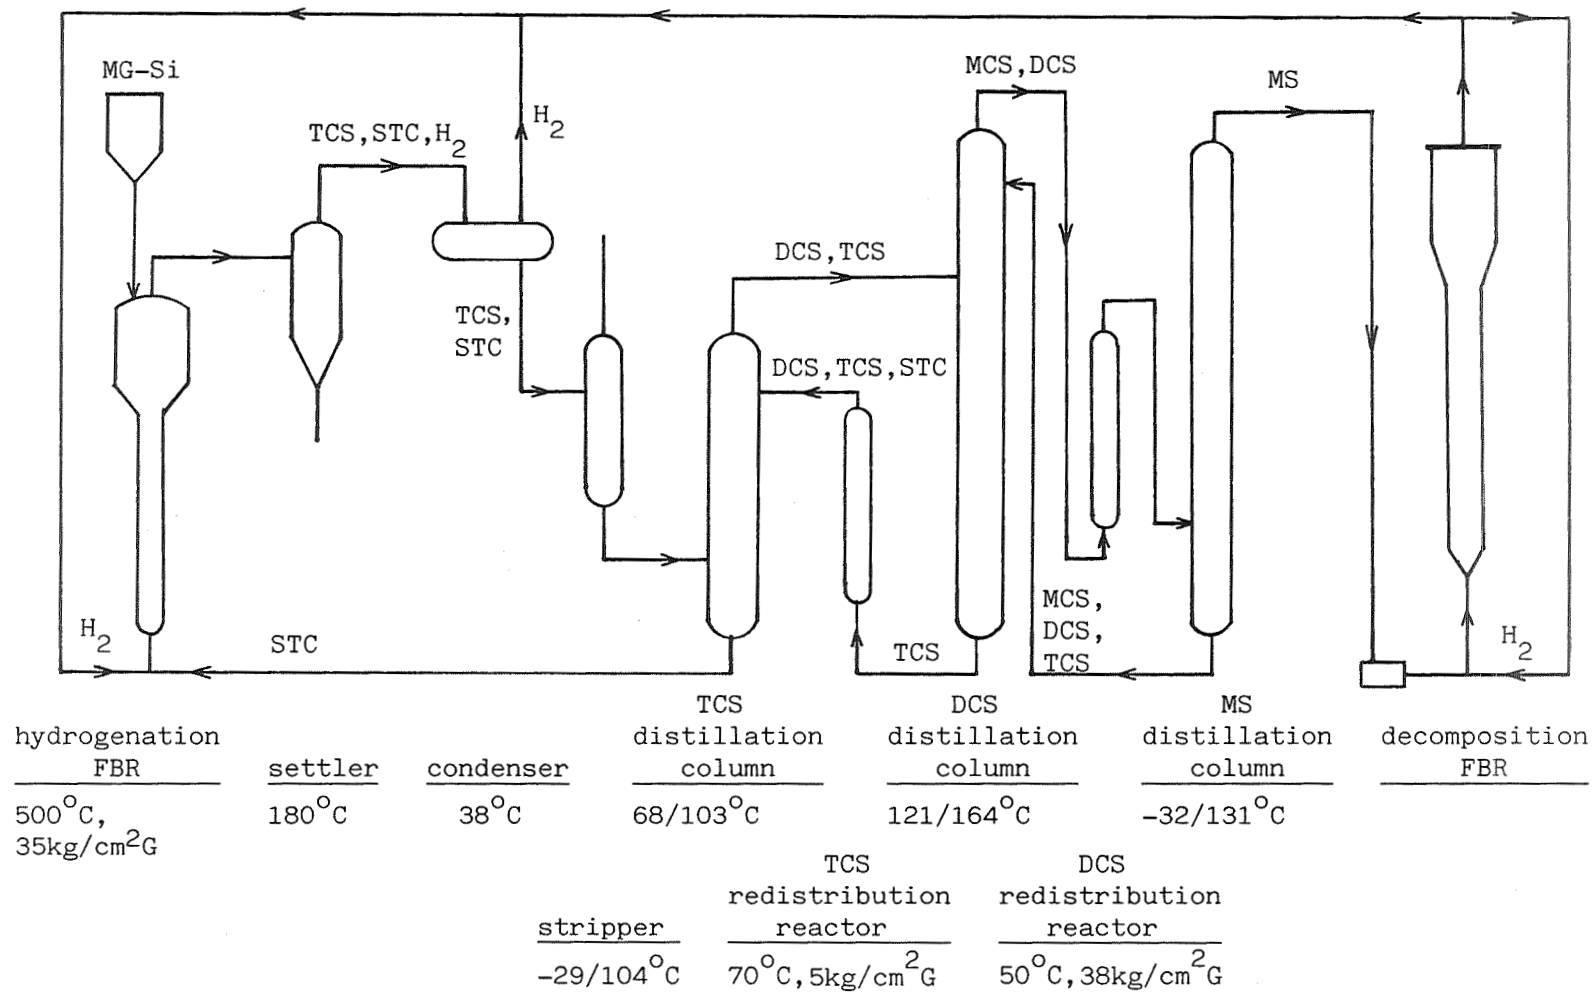 MG-Si
TCS,STC,H2
H2
MCS,DCS
MS
TCS,
STC
DCS,TCS
DCS,TCS,STC
MCS,
DCS,
TCS
H2
STC
TCS
H2
hydrogenation
FBR
500°C,
35kg/cm2G
settler
180°C
condenser
38°C
TCS
distillation
column
68/103°C
DCS
distillation
column
121/164°C
MS
distillation
column
-32/131°C
decomposition
FBR
stripper
-29/104°C
TCS
redistribution
reactor
70°C,5kg/cm2G
DCS
redistribution
reactor
50°C,38kg/cm2G